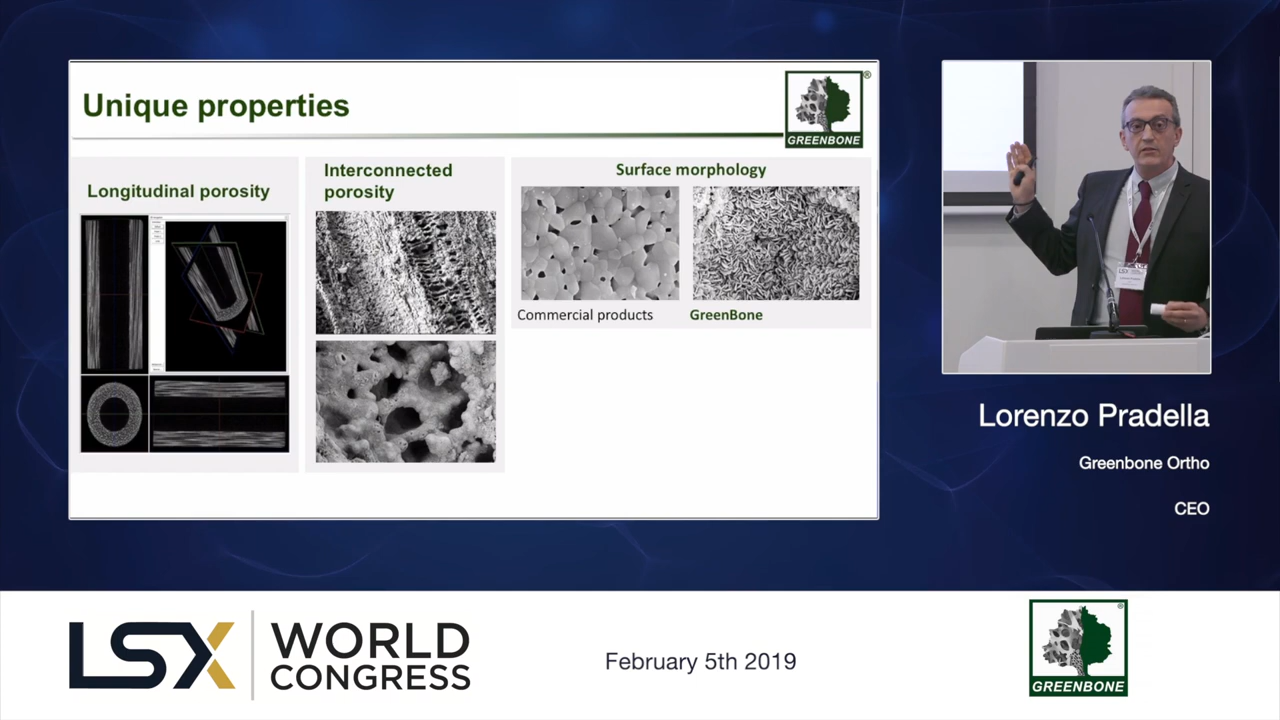 Unique properties
GREENBONE
®
Longitudinal porosity
Interconnected
porosity
Surface morphology
Commercial products
GreenBone
LSX
Lorenzo Pradella
Greenbone Ortho
CEO
LSX
WORLD
CONGRESS
February 5th 2019
®
GREENBONE